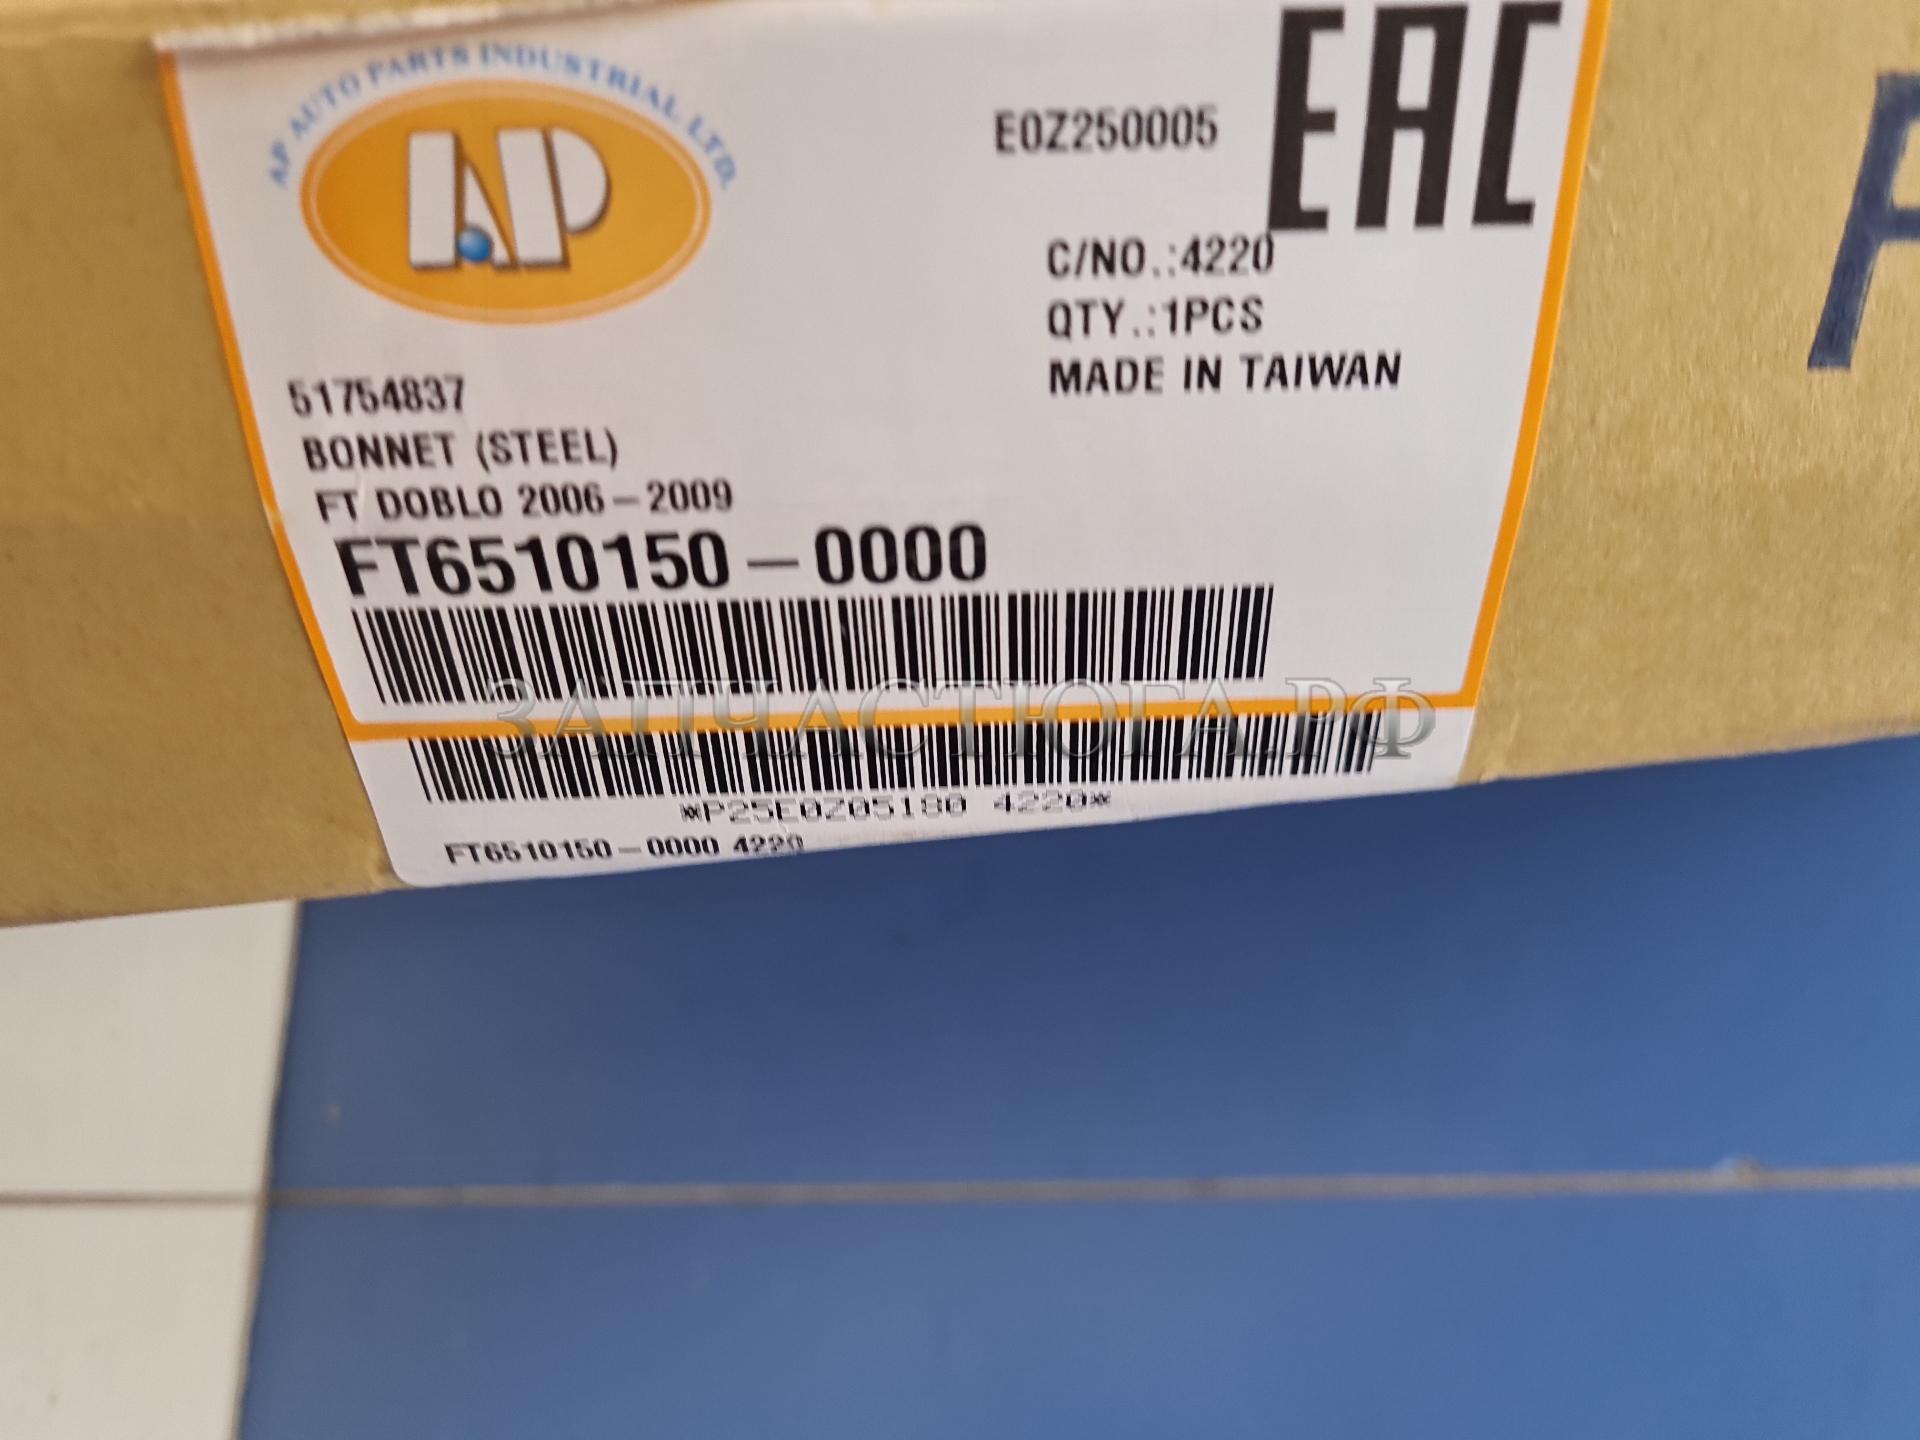 AP AUTO PARTS INDUSTRIAL LTD.
AP
E0Z250005
EAC
C/NO.:4220
QTY.:1PCS
MADE IN TAIWAN
51754837
BONNET (STEEL)
FT DOBLO 2006-2009
FT6510150-0000
ЗАПЧАСТЮГА.РФ
*P25E0Z05180 4220*
FT6510150-0000 4220